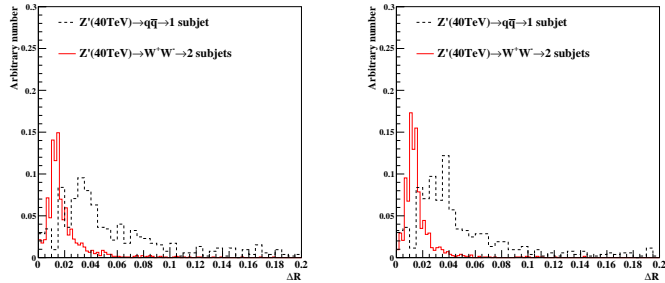 Arbitrary number
Z'(40TeV)→qq̄→1 subjet
Z'(40TeV)→W⁺W⁻→2 subjets
0.3
0.25
0.2
0.15
0.1
0.05
0
0 0.02 0.04 0.06 0.08 0.1 0.12 0.14 0.16 0.18 0.2
ΔR
Arbitrary number
Z'(40TeV)→qq̄→1 subjet
Z'(40TeV)→W⁺W⁻→2 subjets
0.3
0.25
0.2
0.15
0.1
0.05
0
0 0.02 0.04 0.06 0.08 0.1 0.12 0.14 0.16 0.18 0.2
ΔR